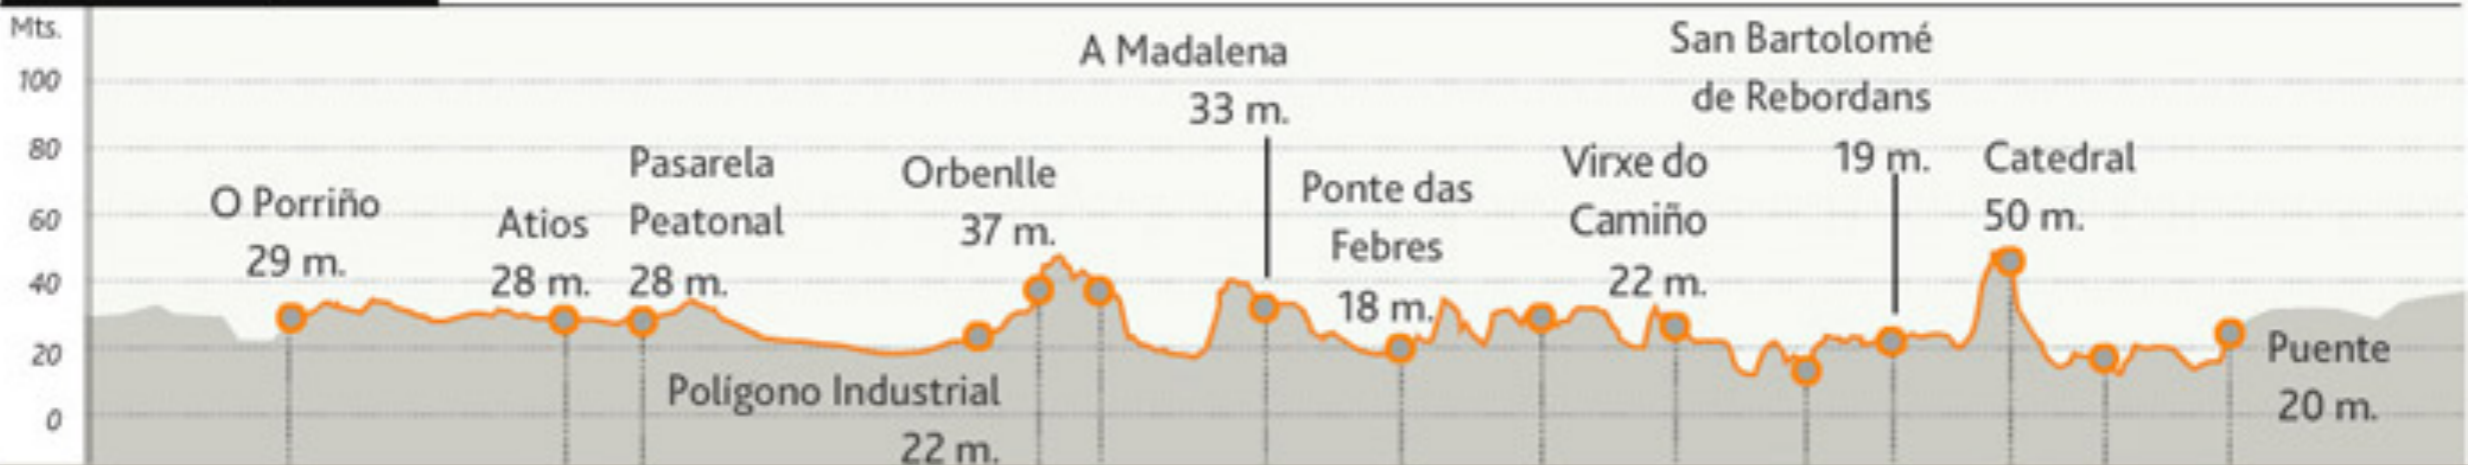 Mts.
100
80
60
40
20
0
O Porriño
29 m.
Atios
28 m.
Pasarela
Peatonal
28 m.
Polígono Industrial
22 m.
Orbenlle
37 m.
A Madalena
33 m.
Ponte das
Febres
18 m.
Virxe do
Camiño
22 m.
San Bartolomé
de Rebordans
19 m.
Catedral
50 m.
Puente
20 m.